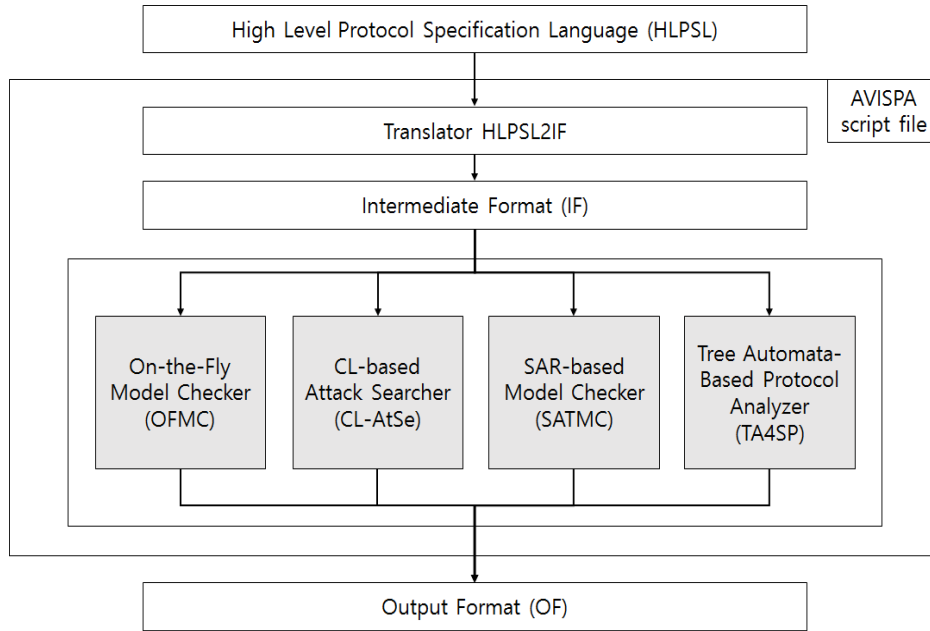 High Level Protocol Specification Language (HLPSL)
AVISPA
script file
Translator HLPSL2IF
Intermediate Format (IF)
On-the-Fly
Model Checker
(OFMC)
CL-based
Attack Searcher
(CL-AtSe)
SAR-based
Model Checker
(SATMC)
Tree Automata-
Based Protocol
Analyzer
(TA4SP)
Output Format (OF)